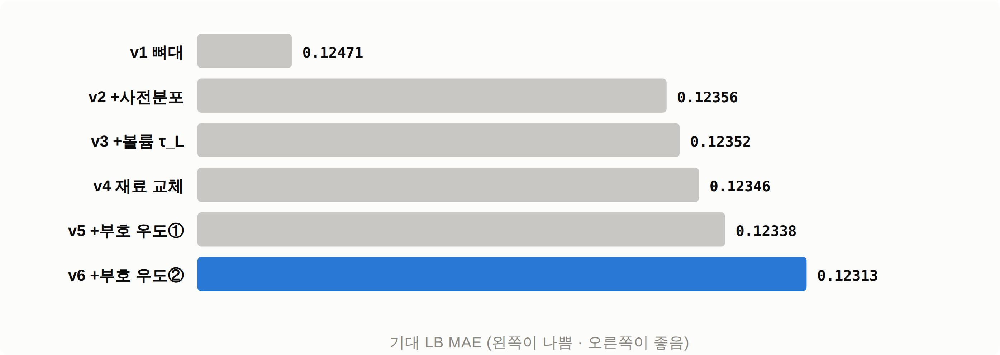 v1 뼈대 0.12471
v2 +사전분포 0.12356
v3 +볼륨 τ_L 0.12352
v4 재료 교체 0.12346
v5 +부호 우도① 0.12338
v6 +부호 우도② 0.12313
기대 LB MAE (왼쪽이 나쁨 · 오른쪽이 좋음)